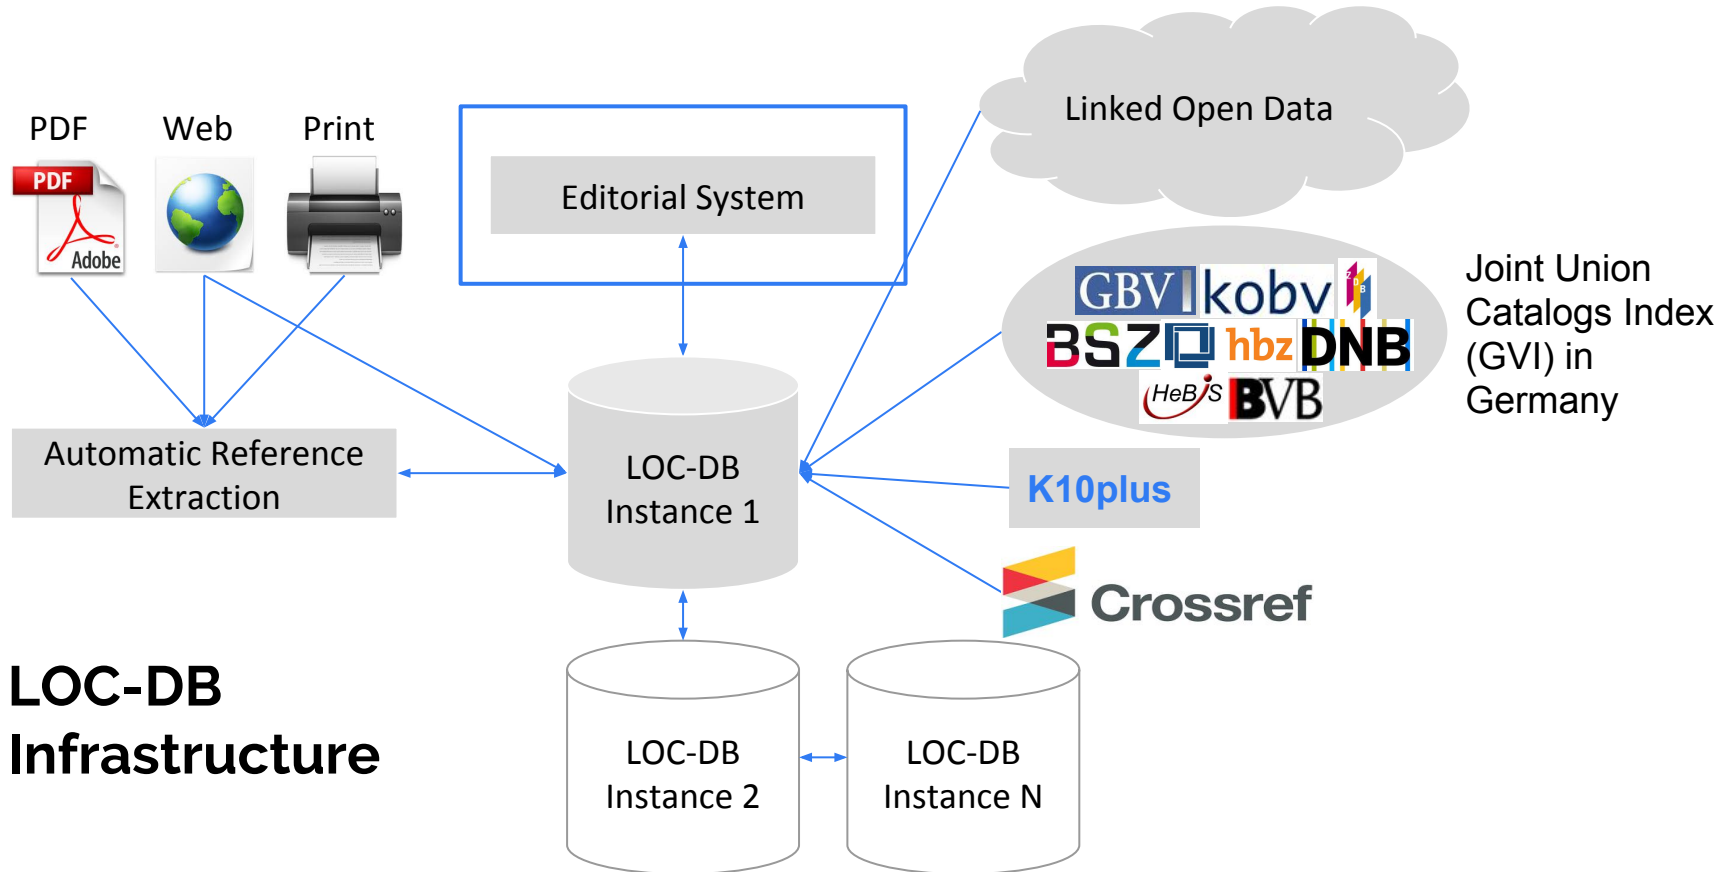 PDF
Web
Print
PDF
Adobe
Editorial System
Linked Open Data
GBV
kobv
ZDB
BSZ
hbz
DNB
HeBIS
BVB
Joint Union
Catalogs Index
(GVI) in
Germany
Automatic Reference
Extraction
LOC-DB
Instance 1
K10plus
Crossref
LOC-DB
Infrastructure
LOC-DB
Instance 2
LOC-DB
Instance N